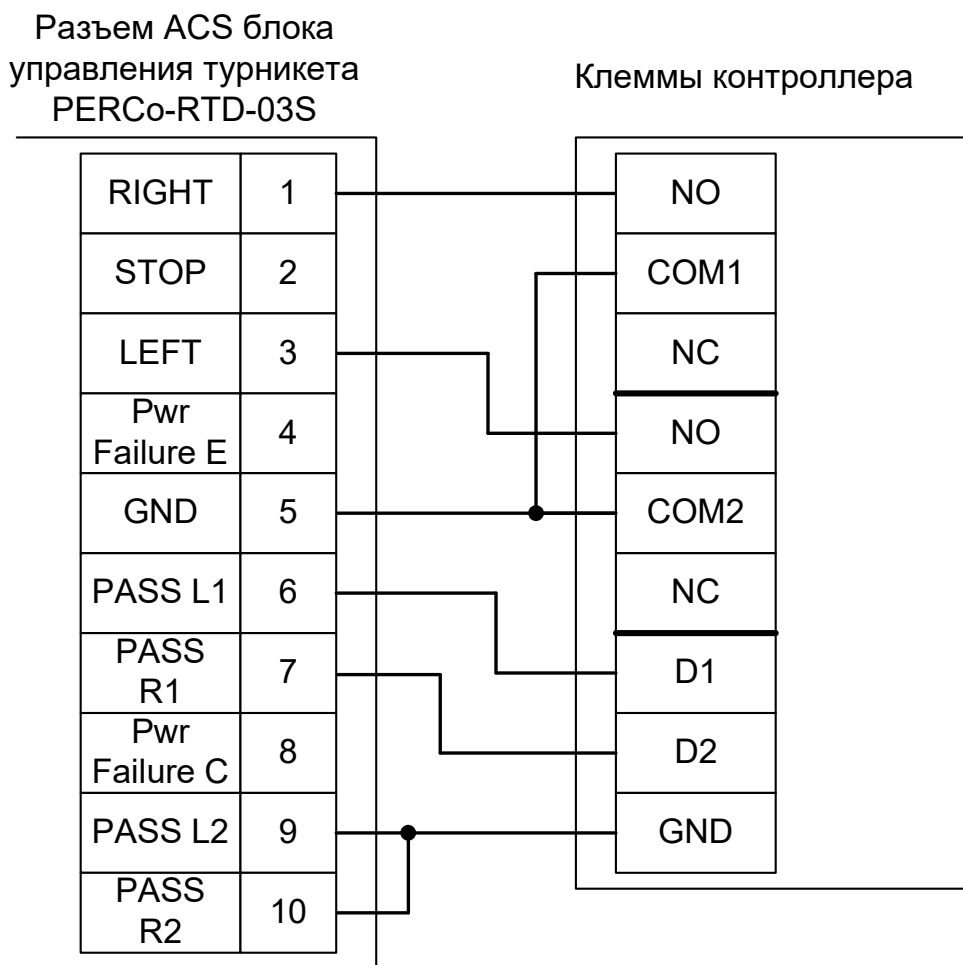 Разъем ACS блока
управления турникета
PERCo-RTD-03S
Клеммы контроллера
RIGHT 1
STOP 2
LEFT 3
Pwr
Failure E
4
GND 5
PASS L1 6
PASS
R1
7
Pwr
Failure C
8
PASS L2 9
PASS
R2
10
NO
COM1
NC
NO
COM2
NC
D1
D2
GND